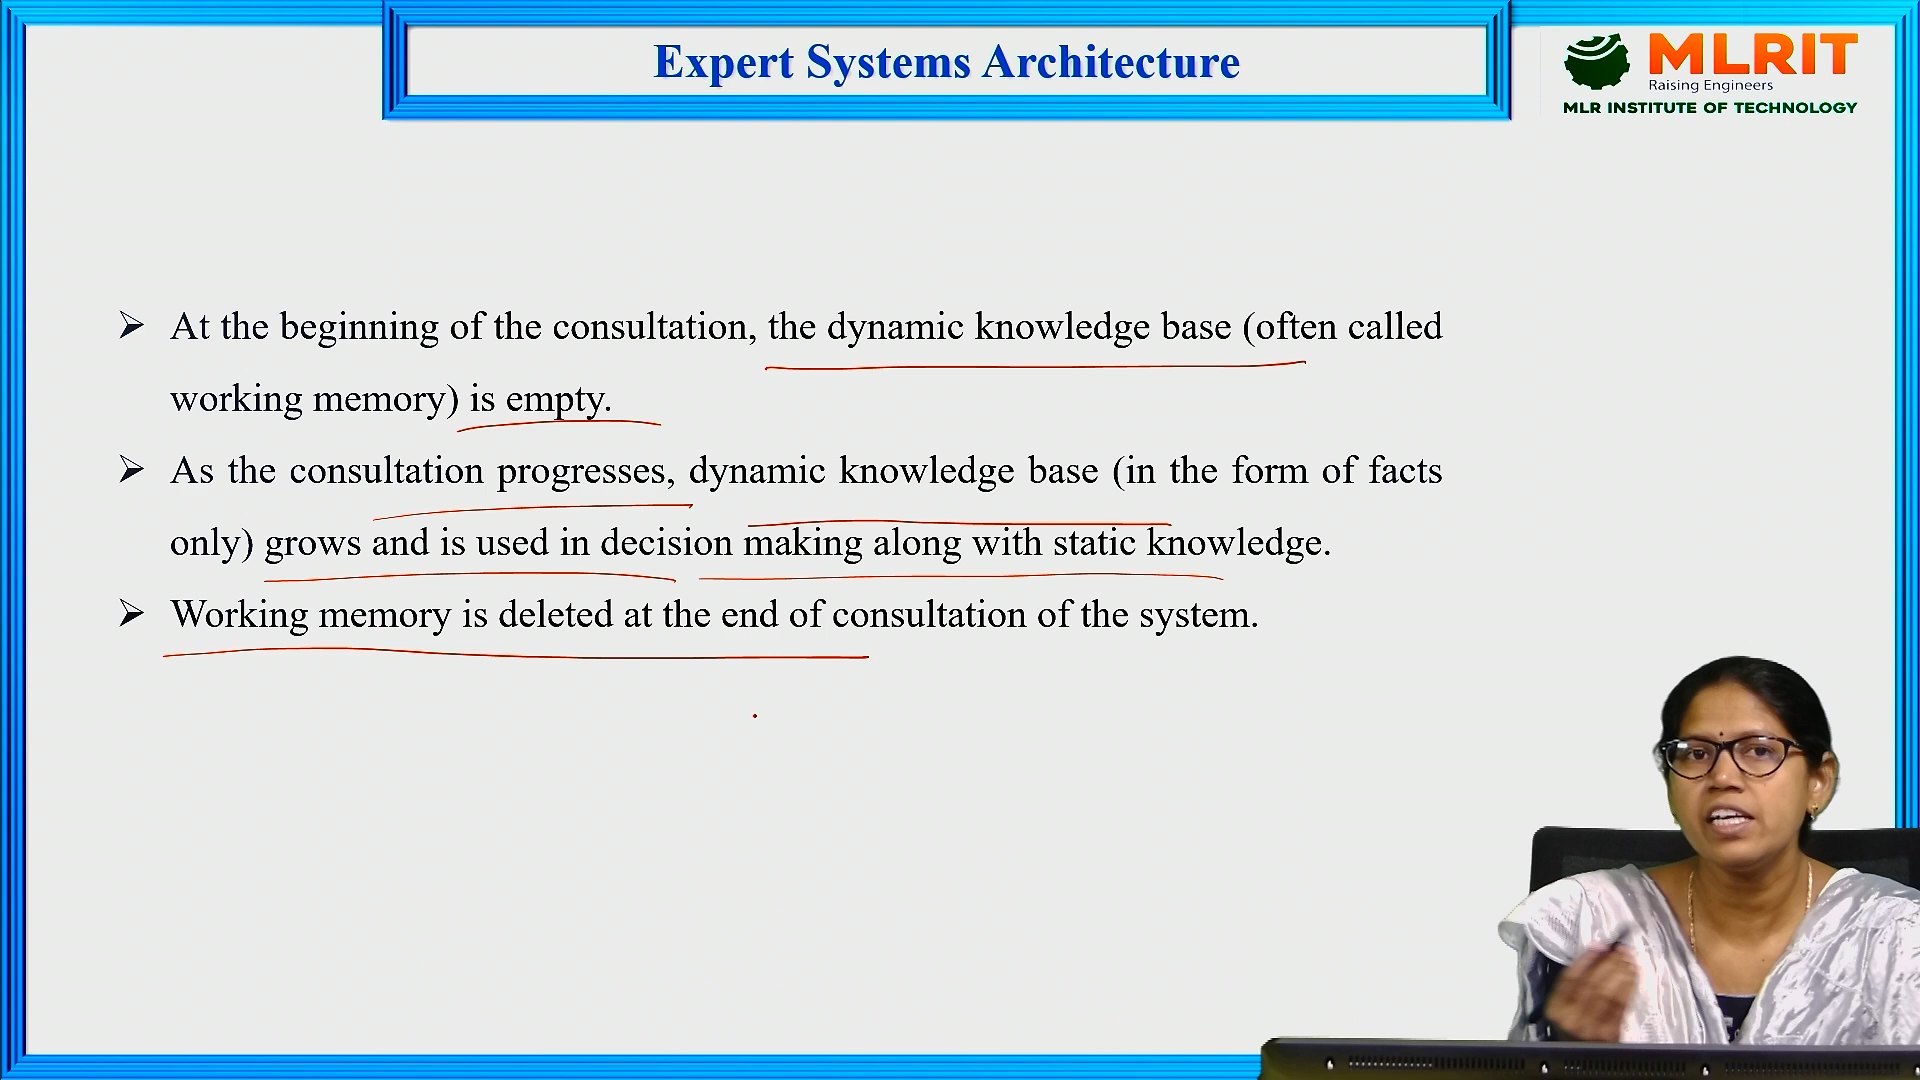 Expert Systems Architecture
MLRIT
Raising Engineers
MLR INSTITUTE OF TECHNOLOGY
➢ At the beginning of the consultation, the dynamic knowledge base (often called
working memory) is empty.
➢ As the consultation progresses, dynamic knowledge base (in the form of facts
only) grows and is used in decision making along with static knowledge.
➢ Working memory is deleted at the end of consultation of the system.